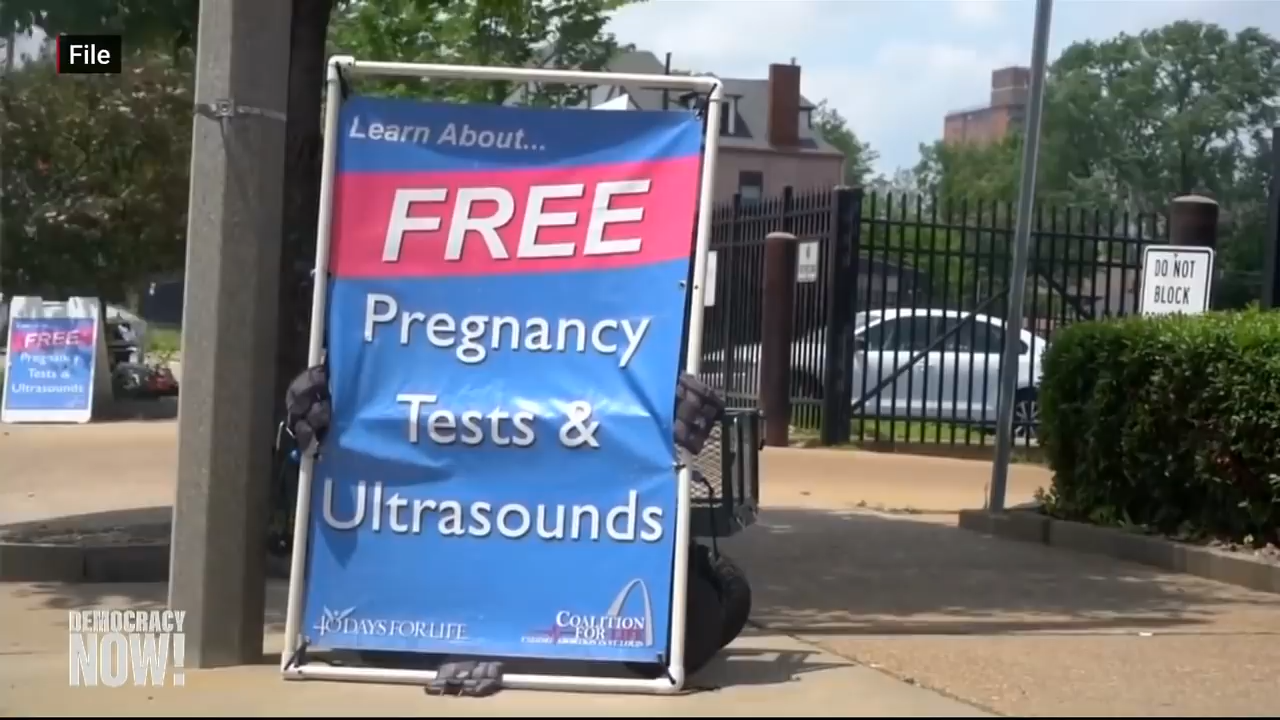 File
Learn About...
FREE
Pregnancy
Tests &
Ultrasounds
40 DAYS FOR LIFE
COALITION
FOR LIFE
FREE
Pregnancy
Tests &
Ultrasounds
DO NOT
BLOCK
DEMOCRACY
NOW!